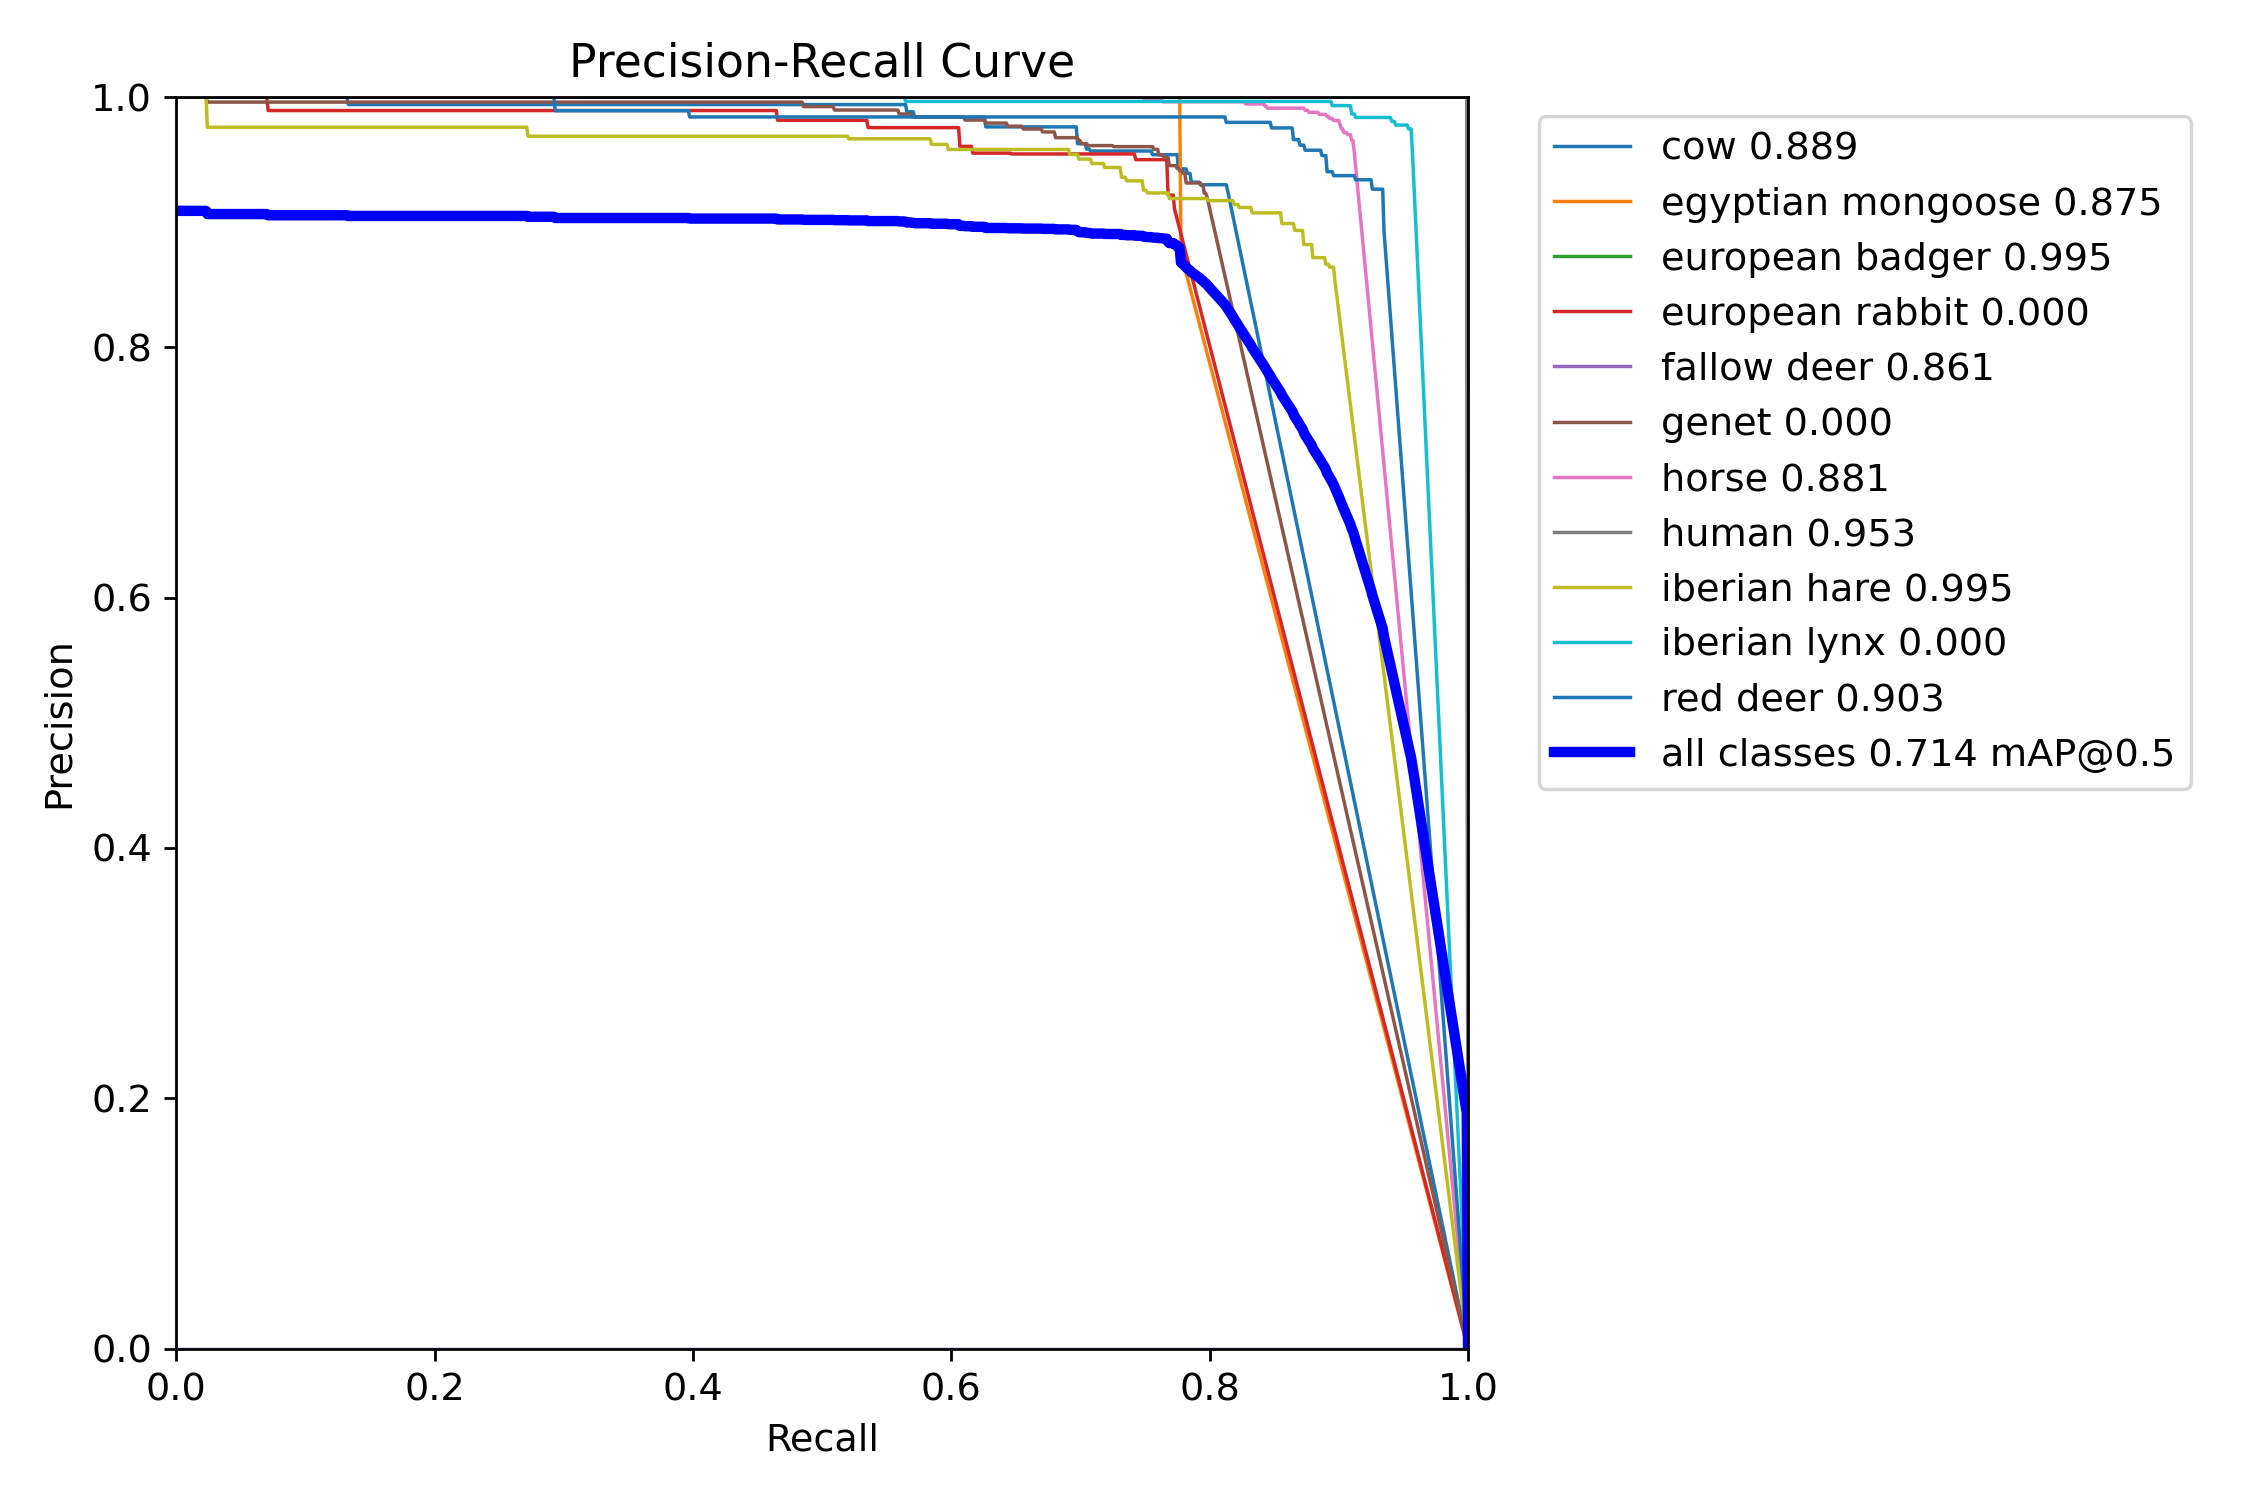 Precision-Recall Curve
1.0
0.8
0.6
0.4
0.2
0.0
Precision
0.0 0.2 0.4 0.6 0.8 1.0
Recall
cow 0.889
egyptian mongoose 0.875
european badger 0.995
european rabbit 0.000
fallow deer 0.861
genet 0.000
horse 0.881
human 0.953
iberian hare 0.995
iberian lynx 0.000
red deer 0.903
all classes 0.714 mAP@0.5